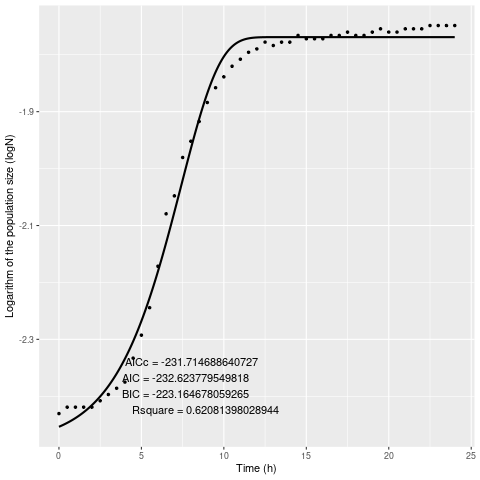 Logarithm of the population size (logN)
-1.9
-2.1
-2.3
AICc = -231.714688640727
AIC = -232.623779549818
BIC = -223.164678059265
Rsquare = 0.62081398028944
0 5 10 15 20 25
Time (h)